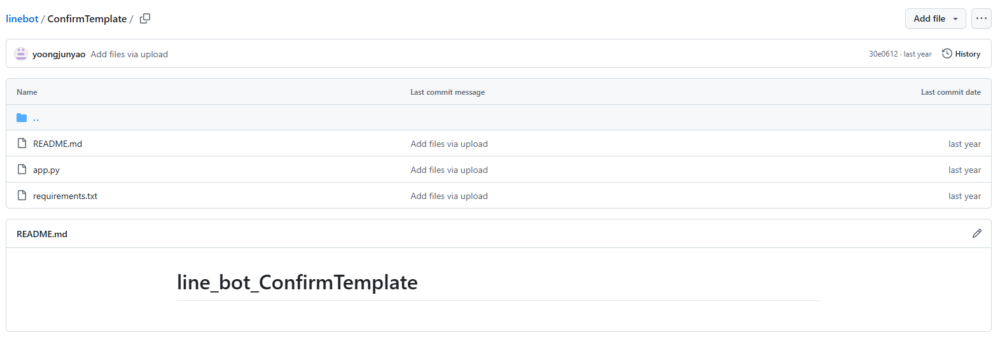 linebot / ConfirmTemplate /
Add file
yoongjunyao Add files via upload
30e0612 · last year
History
Name Last commit message Last commit date
..
README.md Add files via upload last year
app.py Add files via upload last year
requirements.txt Add files via upload last year
README.md
line_bot_ConfirmTemplate